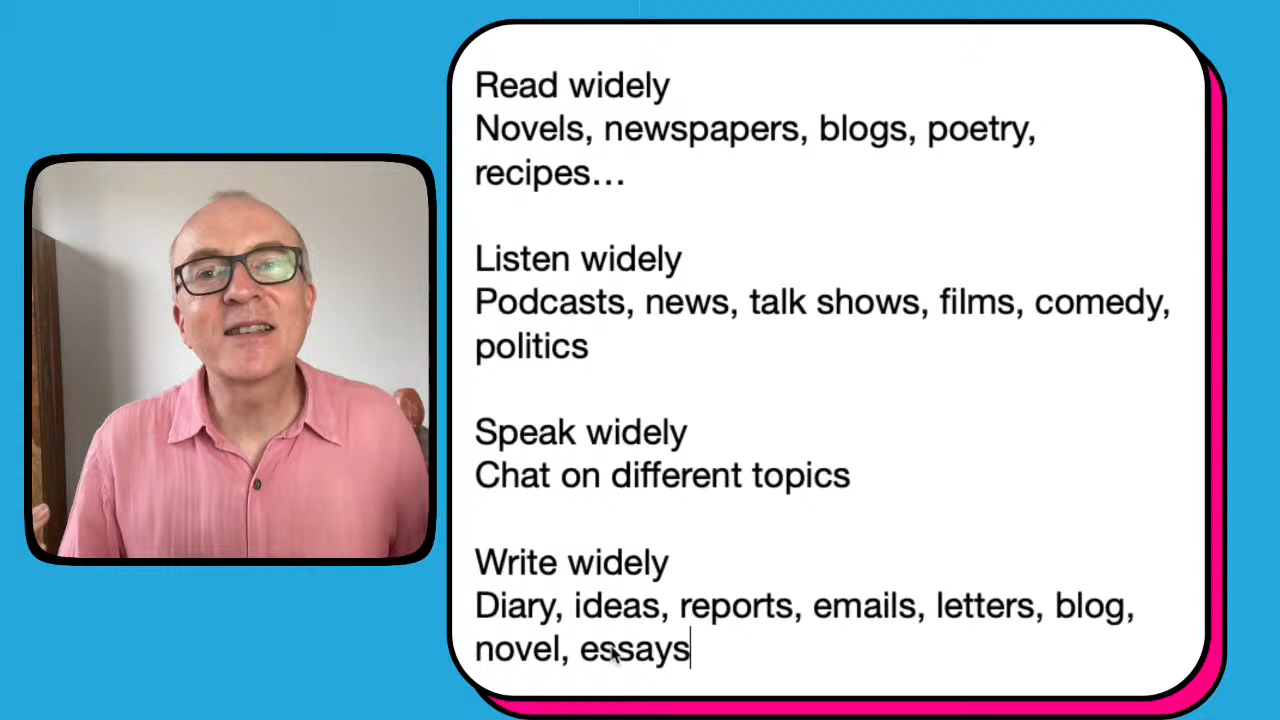 Read widely
Novels, newspapers, blogs, poetry,
recipes…
Listen widely
Podcasts, news, talk shows, films, comedy,
politics
Speak widely
Chat on different topics
Write widely
Diary, ideas, reports, emails, letters, blog,
novel, essays